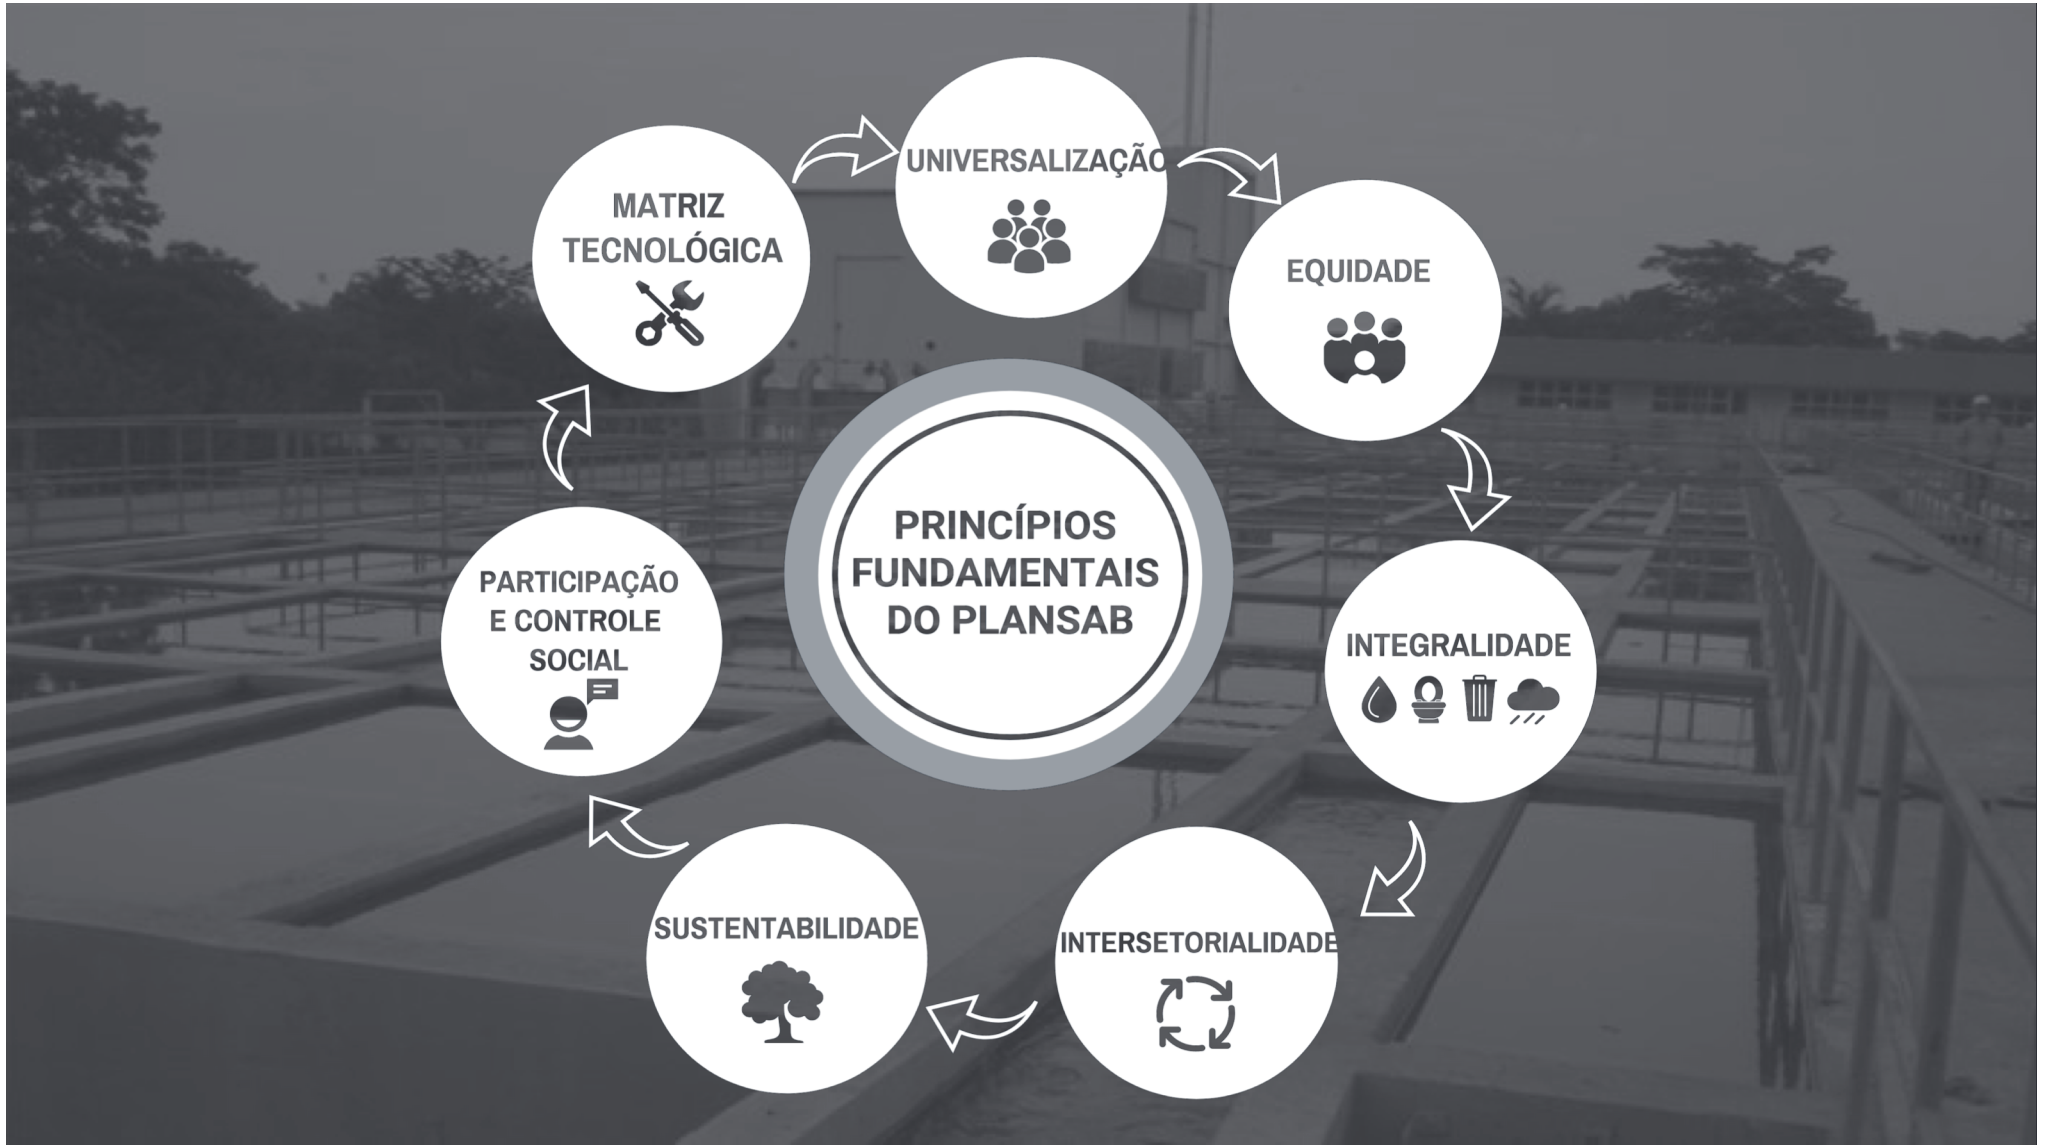 PRINCÍPIOS
FUNDAMENTAIS
DO PLANSAB
UNIVERSALIZAÇÃO
EQUIDADE
INTEGRALIDADE
INTERSETORIALIDADE
SUSTENTABILIDADE
PARTICIPAÇÃO
E CONTROLE
SOCIAL
MATRIZ
TECNOLÓGICA